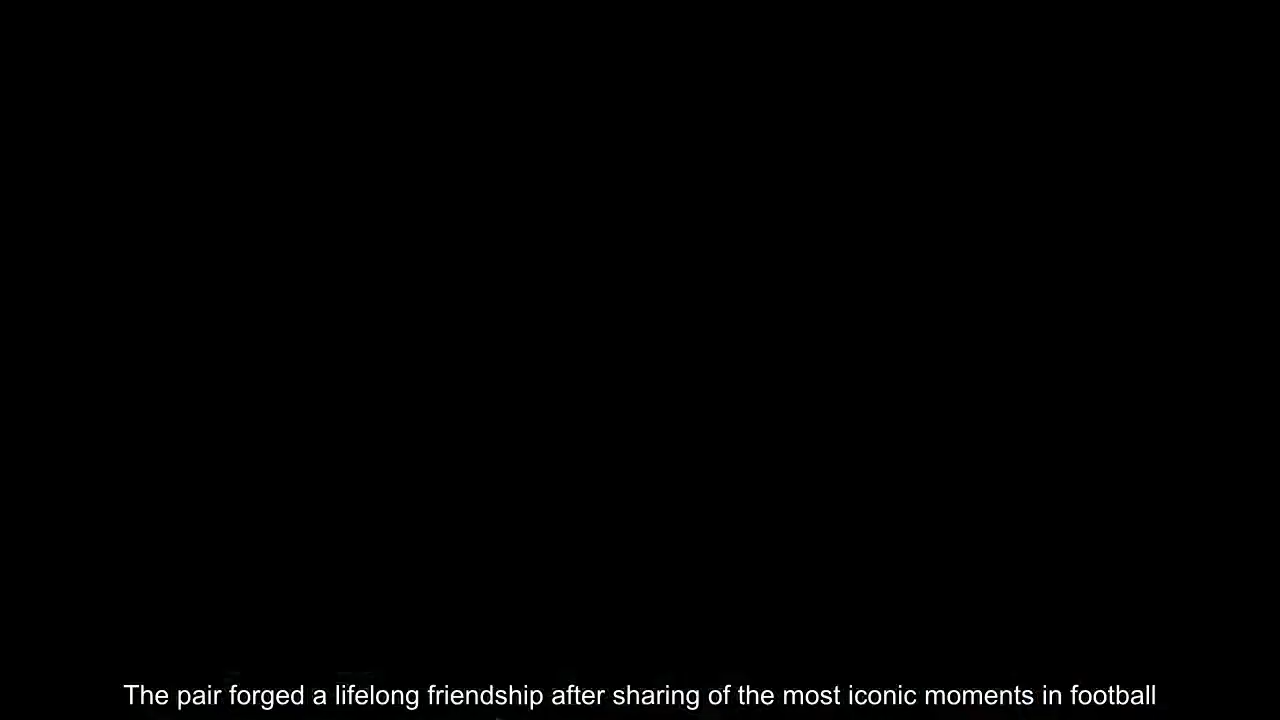 The pair forged a lifelong friendship after sharing of the most iconic moments in football